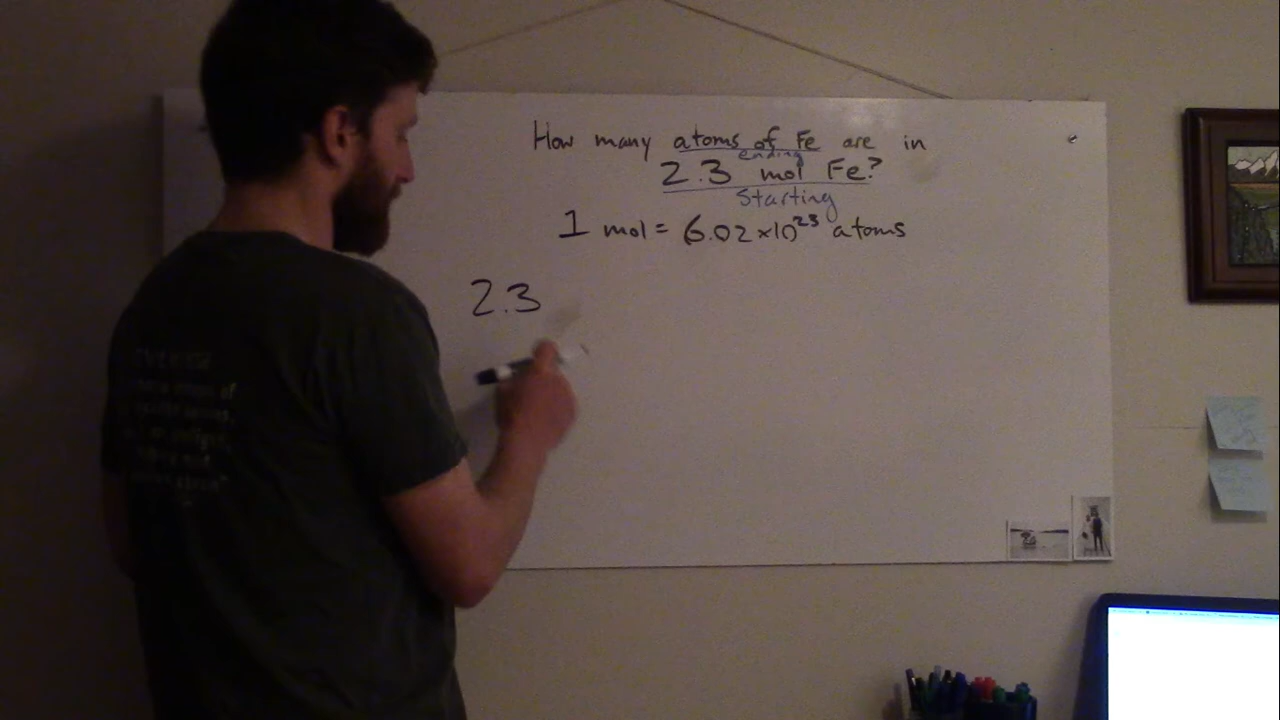 How many atoms of Fe are in
ending
2.3 mol Fe?
Starting
1 mol = 6.02×10²³ atoms
2.3